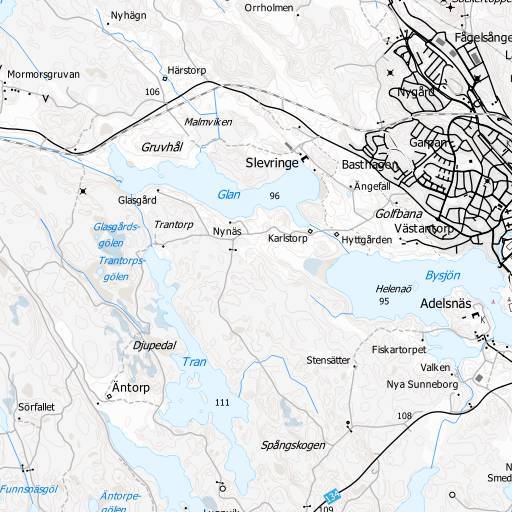 Nyhägn
Orrholmen
Mormorsgruvan
Härstorp
106
Malmviken
Nygård
Gruvhål
Slevringe
Basthagen
Ängefall
Glan
96
Glasgård
Golfbana
Trantorp
Glasgårds-
gölen
Nynäs
Karlstorp
Hyttgården
Västantorp
Trantorps-
gölen
Bysjön
Helenaö
95
Adelsnäs
K
Djupedal
Tran
Fiskartorpet
Stensätter
Valken
Äntorp
Nya Sunneborg
Sörfallet
111
108
Spångskogen
134
109
Funnsnäsgöl
Äntorpe-
gölen